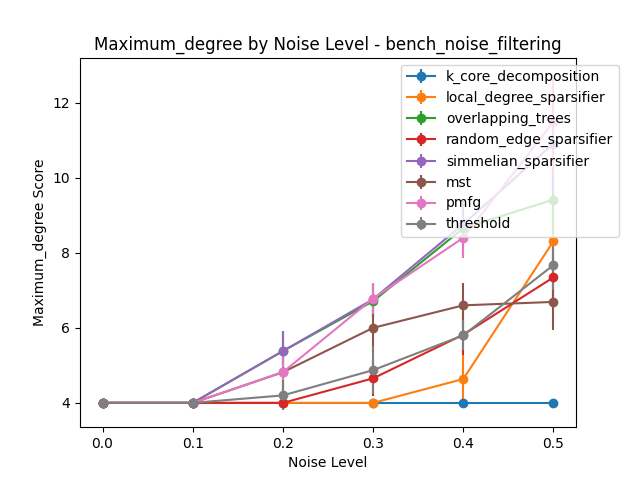 Maximum_degree by Noise Level - bench_noise_filtering
Maximum_degree Score
12
10
8
6
4
k_core_decomposition
local_degree_sparsifier
overlapping_trees
random_edge_sparsifier
simmelian_sparsifier
mst
pmfg
threshold
0.0 0.1 0.2 0.3 0.4 0.5
Noise Level